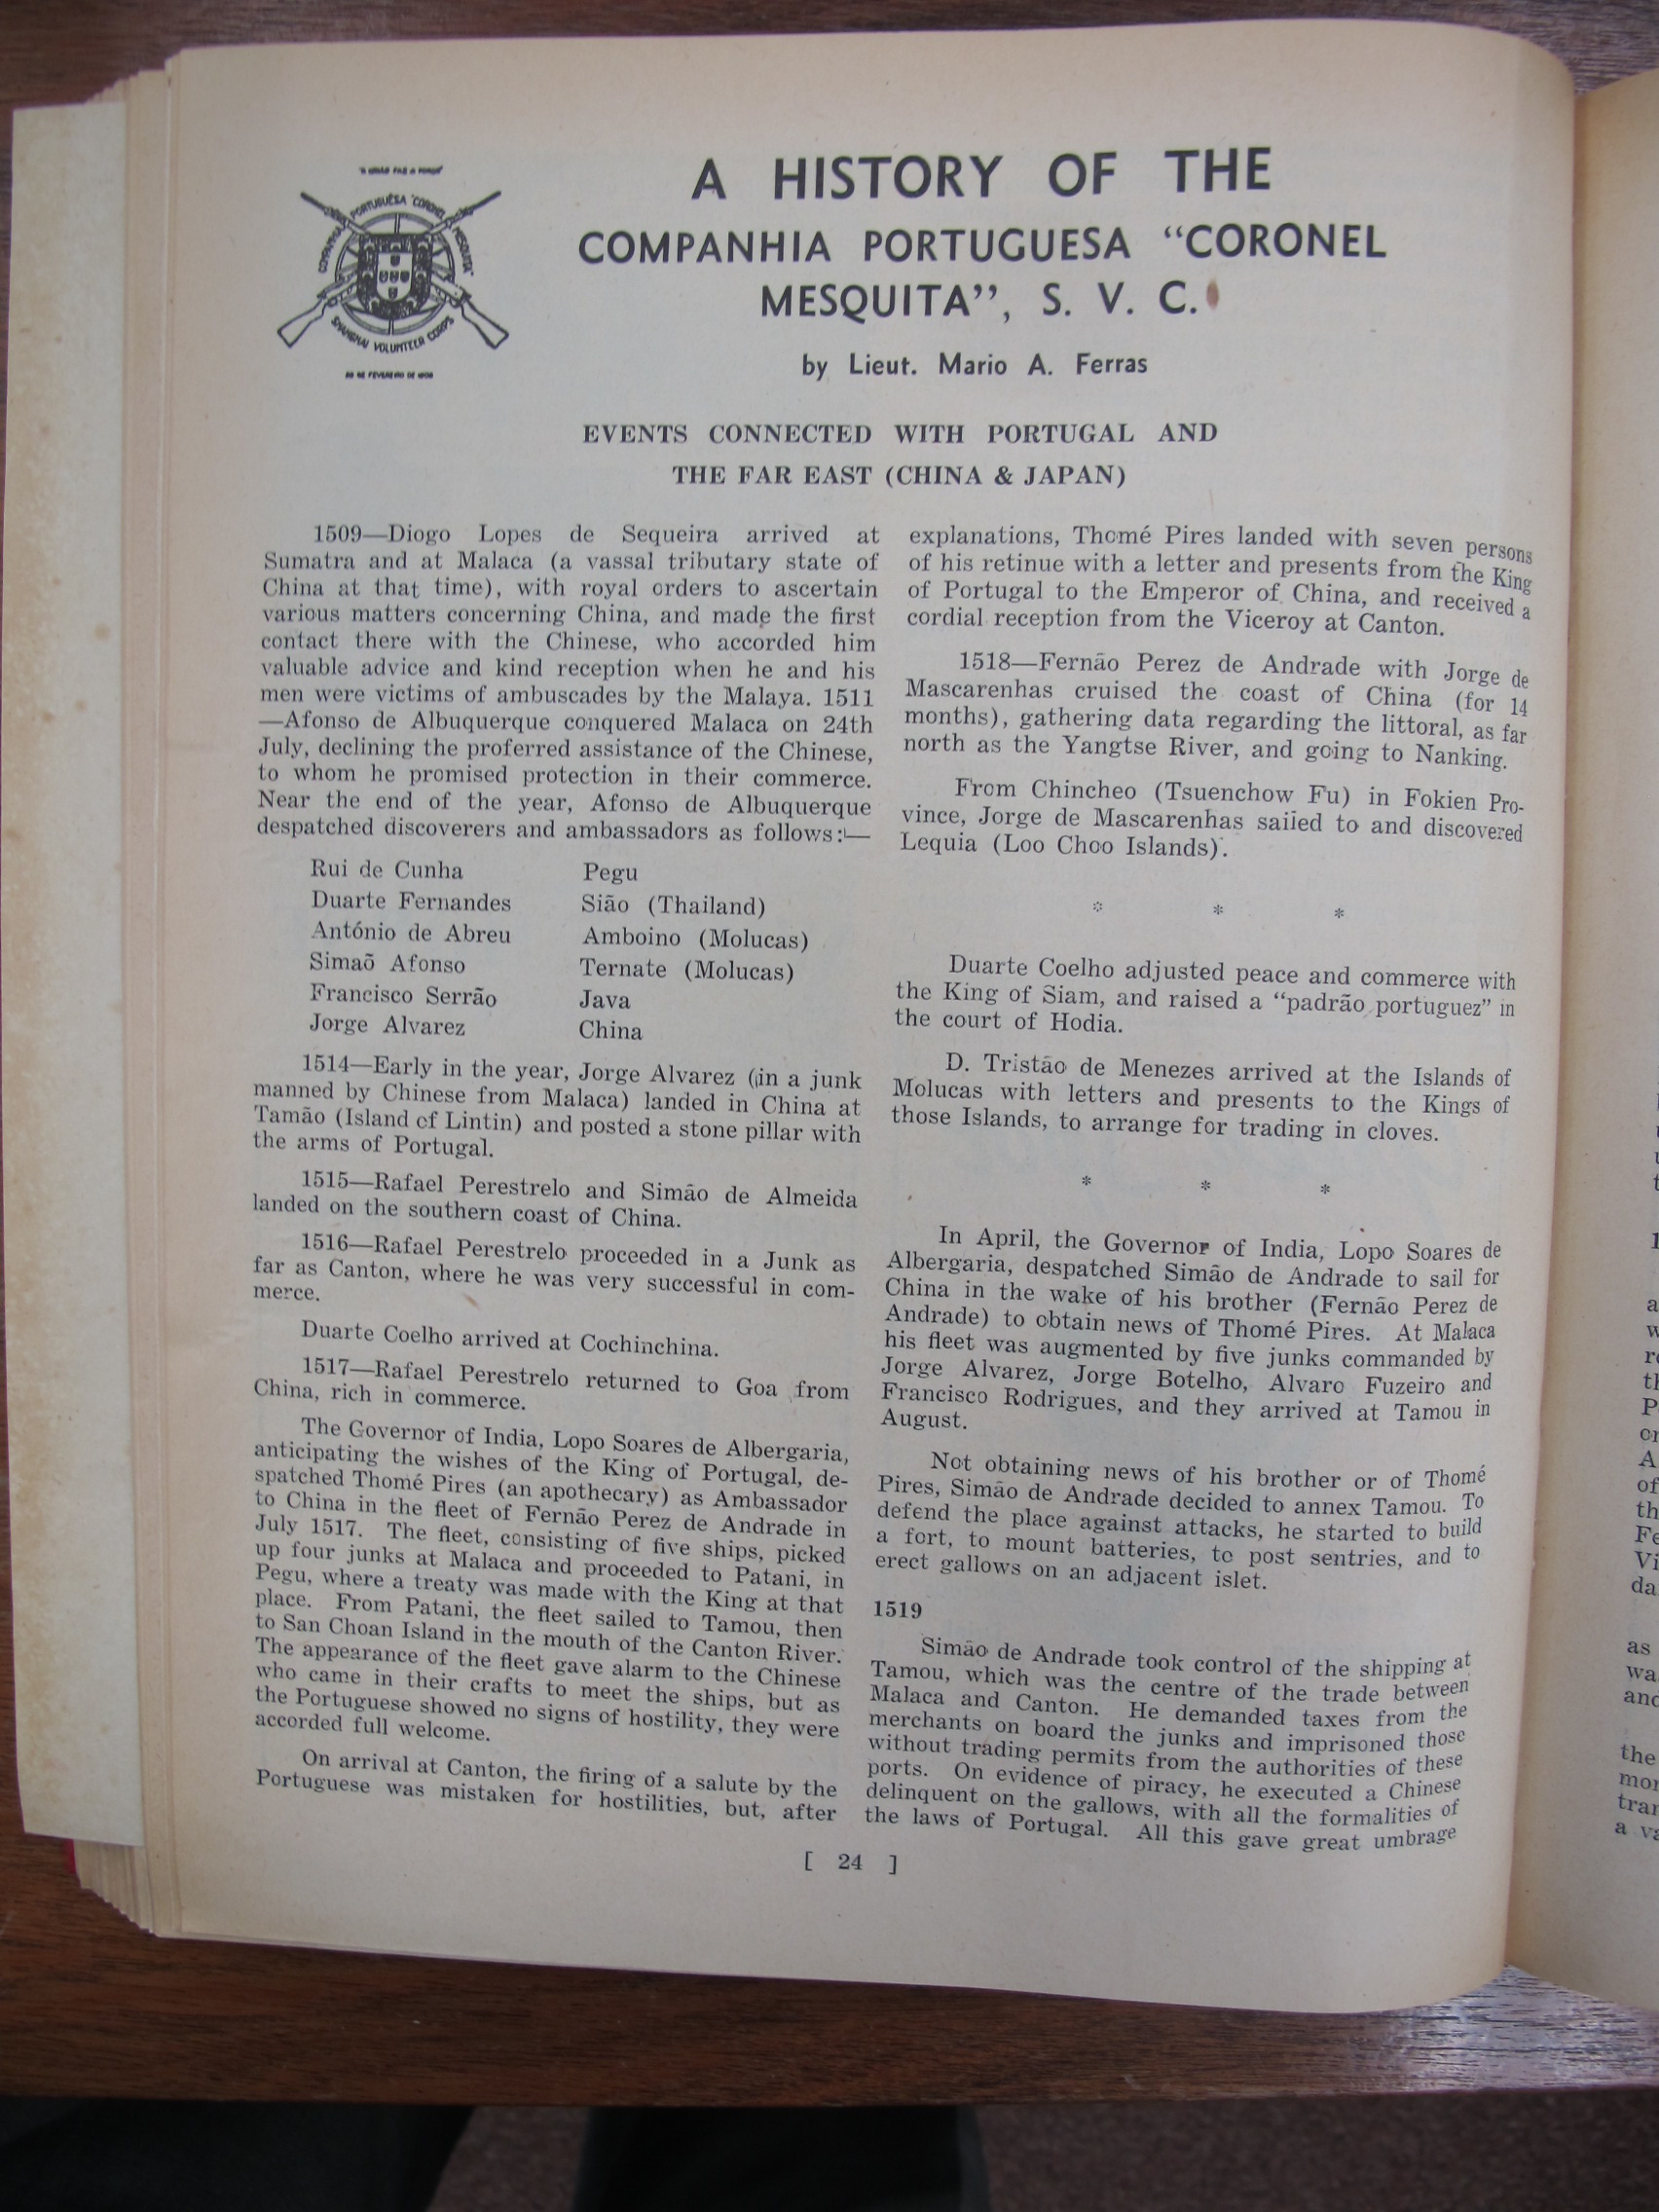 "A UNIÃO FAZ A FORÇA"
COMPANHIA PORTUGUÊSA "CORONEL MESQUITA"
SHANGHAI VOLUNTEER CORPS
DE FEVEREIRO DE
A HISTORY OF THE
COMPANHIA PORTUGUESA “CORONEL
MESQUITA”, S. V. C.
by Lieut. Mario A. Ferras
EVENTS CONNECTED WITH PORTUGAL AND
THE FAR EAST (CHINA & JAPAN)
1509—Diogo Lopes de Sequeira arrived at
Sumatra and at Malaca (a vassal tributary state of
China at that time), with royal orders to ascertain
various matters concerning China, and made the first
contact there with the Chinese, who accorded him
valuable advice and kind reception when he and his
men were victims of ambuscades by the Malaya. 1511
—Afonso de Albuquerque conquered Malaca on 24th
July, declining the proferred assistance of the Chinese,
to whom he promised protection in their commerce.
Near the end of the year, Afonso de Albuquerque
despatched discoverers and ambassadors as follows:—
Rui de Cunha Pegu
Duarte Fernandes Sião (Thailand)
António de Abreu Amboino (Molucas)
Simaõ Afonso Ternate (Molucas)
Francisco Serrão Java
Jorge Alvarez China
1514—Early in the year, Jorge Alvarez (in a junk
manned by Chinese from Malaca) landed in China at
Tamão (Island of Lintin) and posted a stone pillar with
the arms of Portugal.
1515—Rafael Perestrelo and Simão de Almeida
landed on the southern coast of China.
1516—Rafael Perestrelo proceeded in a Junk as
far as Canton, where he was very successful in com-
merce.
Duarte Coelho arrived at Cochinchina.
1517—Rafael Perestrelo returned to Goa from
China, rich in commerce.
The Governor of India, Lopo Soares de Albergaria,
anticipating the wishes of the King of Portugal, de-
spatched Thomé Pires (an apothecary) as Ambassador
to China in the fleet of Fernão Perez de Andrade in
July 1517. The fleet, consisting of five ships, picked
up four junks at Malaca and proceeded to Patani, in
Pegu, where a treaty was made with the King at that
place. From Patani, the fleet sailed to Tamou, then
to San Choan Island in the mouth of the Canton River.
The appearance of the fleet gave alarm to the Chinese
who came in their crafts to meet the ships, but as
the Portuguese showed no signs of hostility, they were
accorded full welcome.
On arrival at Canton, the firing of a salute by the
Portuguese was mistaken for hostilities, but, after
explanations, Thomé Pires landed with seven persons
of his retinue with a letter and presents from the King
of Portugal to the Emperor of China, and received a
cordial reception from the Viceroy at Canton.
1518—Fernão Perez de Andrade with Jorge de
Mascarenhas cruised the coast of China (for 14
months), gathering data regarding the littoral, as far
north as the Yangtse River, and going to Nanking.
From Chincheo (Tsuenchow Fu) in Fokien Pro-
vince, Jorge de Mascarenhas sailed to and discovered
Lequia (Loo Choo Islands).
* * *
Duarte Coelho adjusted peace and commerce with
the King of Siam, and raised a “padrão portuguez” in
the court of Hodia.
D. Tristão de Menezes arrived at the Islands of
Molucas with letters and presents to the Kings of
those Islands, to arrange for trading in cloves.
* * *
In April, the Governor of India, Lopo Soares de
Albergaria, despatched Simão de Andrade to sail for
China in the wake of his brother (Fernão Perez de
Andrade) to obtain news of Thomé Pires. At Malaca
his fleet was augmented by five junks commanded by
Jorge Alvarez, Jorge Botelho, Alvaro Fuzeiro and
Francisco Rodrigues, and they arrived at Tamou in
August.
Not obtaining news of his brother or of Thomé
Pires, Simão de Andrade decided to annex Tamou. To
defend the place against attacks, he started to build
a fort, to mount batteries, to post sentries, and to
erect gallows on an adjacent islet.
1519
Simão de Andrade took control of the shipping at
Tamou, which was the centre of the trade between
Malaca and Canton. He demanded taxes from the
merchants on board the junks and imprisoned those
without trading permits from the authorities of these
ports. On evidence of piracy, he executed a Chinese
delinquent on the gallows, with all the formalities of
the laws of Portugal. All this gave great umbrage
[ 24 ]